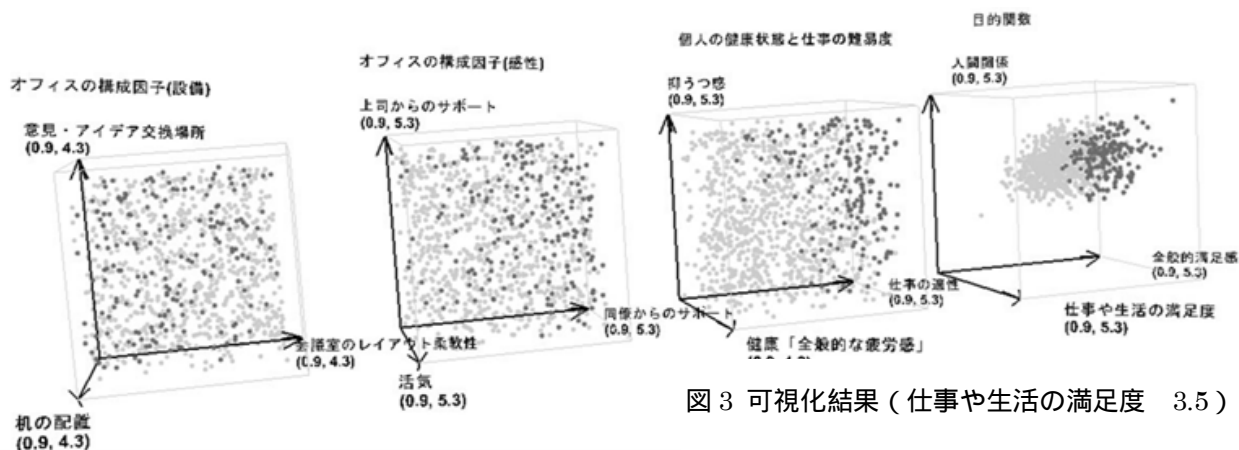 オフィスの構成因子(設備)
意見・アイデア交換場所
(0.9, 4.3)
会議室のレイアウト柔軟性
(0.9, 4.3)
机の配置
(0.9, 4.3)
オフィスの構成因子(感性)
上司からのサポート
(0.9, 5.3)
同僚からのサポート
(0.9, 5.3)
活気
(0.9, 5.3)
個人の健康状態と仕事の難易度
抑うつ感
(0.9, 5.3)
仕事の適性
(0.9, 5.3)
健康「全般的な疲労感」
目的関数
人間関係
(0.9, 5.3)
全般的満足感
(0.9, 5.3)
仕事や生活の満足度
(0.9, 5.3)
図 3 可視化結果 ( 仕事や生活の満足度　3.5 )